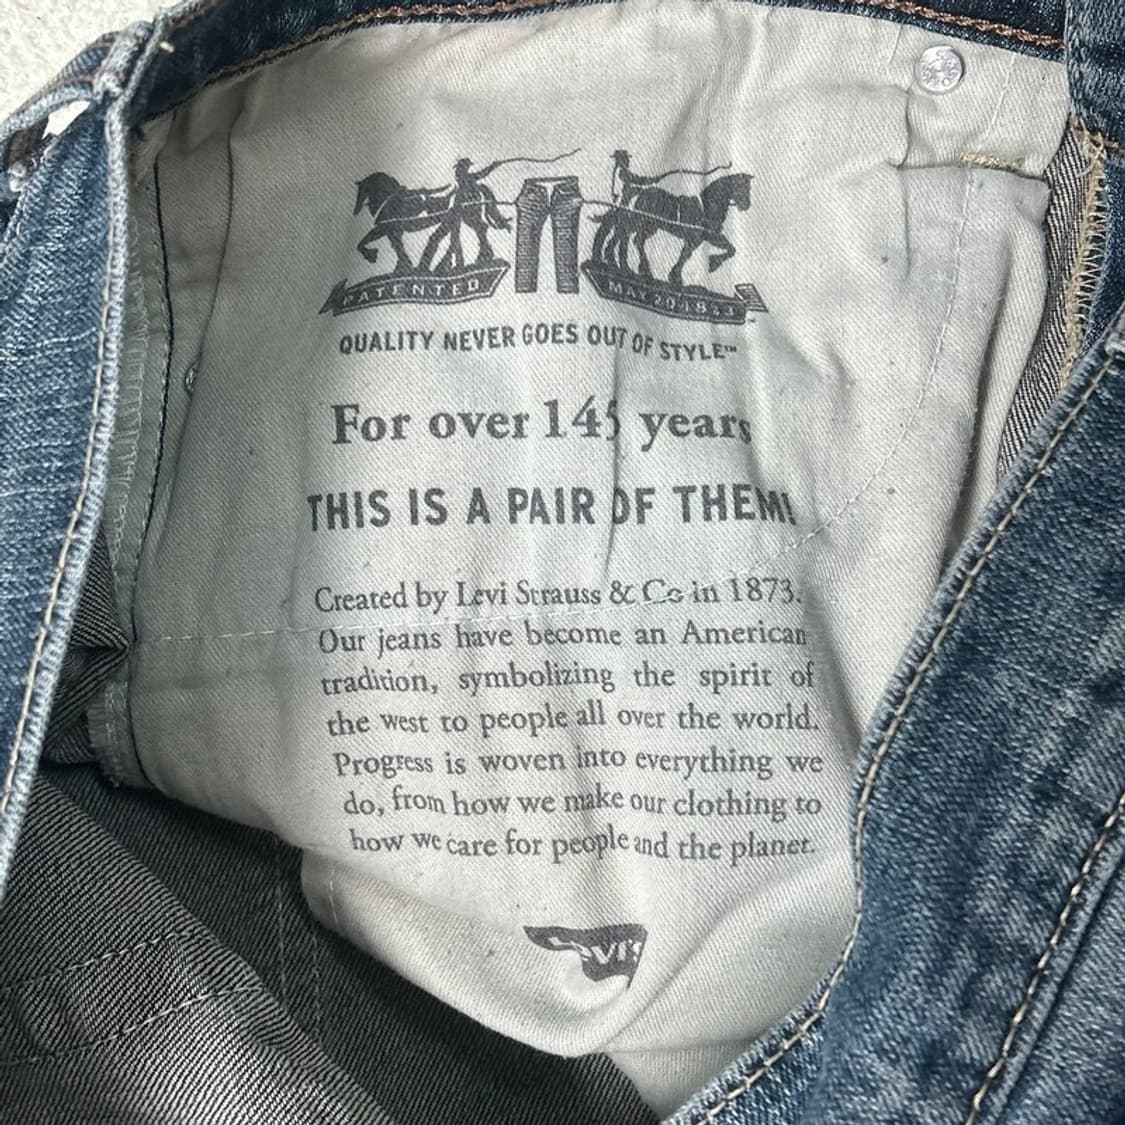 PATENTED MAY 20 1873
QUALITY NEVER GOES OUT OF STYLE™
For over 145 years
THIS IS A PAIR OF THEM!
Created by Levi Strauss & Co in 1873.
Our jeans have become an American
tradition, symbolizing the spirit of
the west to people all over the world.
Progress is woven into everything we
do, from how we make our clothing to
how we care for people and the planet.
Levi's